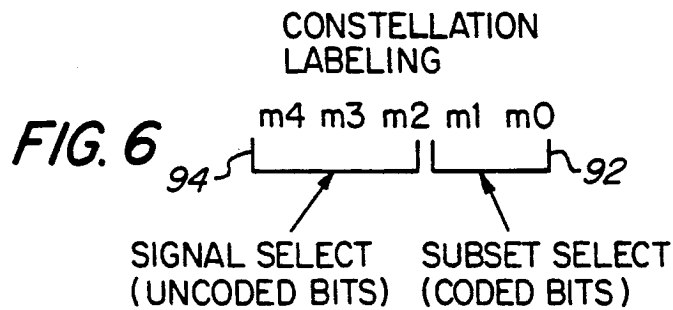 CONSTELLATION
LABELING
m4 m3 m2 m1 m0
FIG. 6
94
92
SIGNAL SELECT
(UNCODED BITS)
SUBSET SELECT
(CODED BITS)